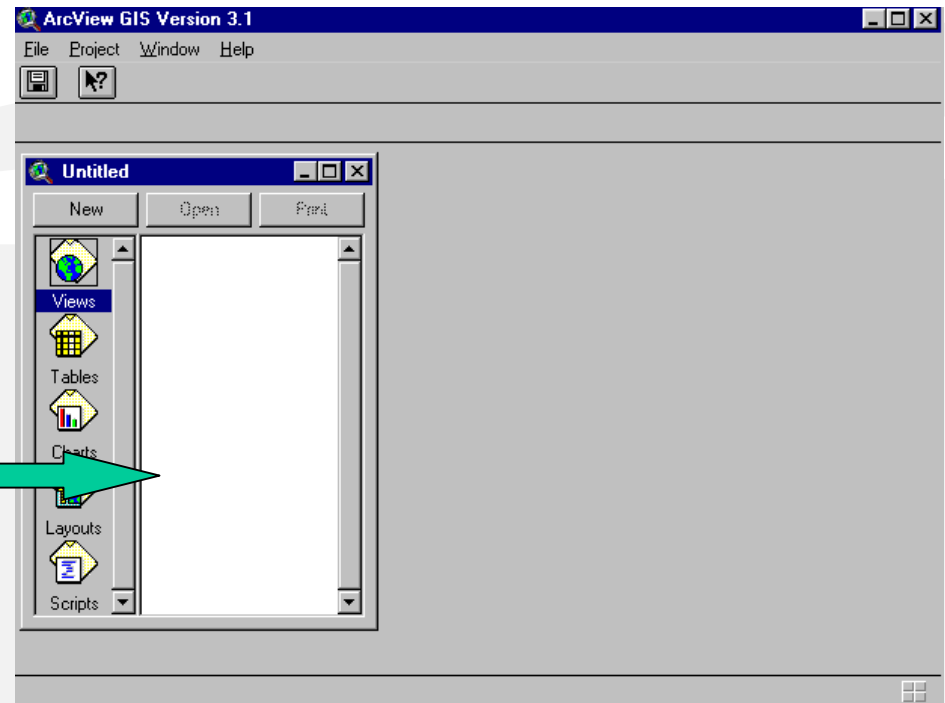 ArcView GIS Version 3.1
File Project Window Help
Untitled
New Open Print
Views
Tables
Charts
Layouts
Scripts